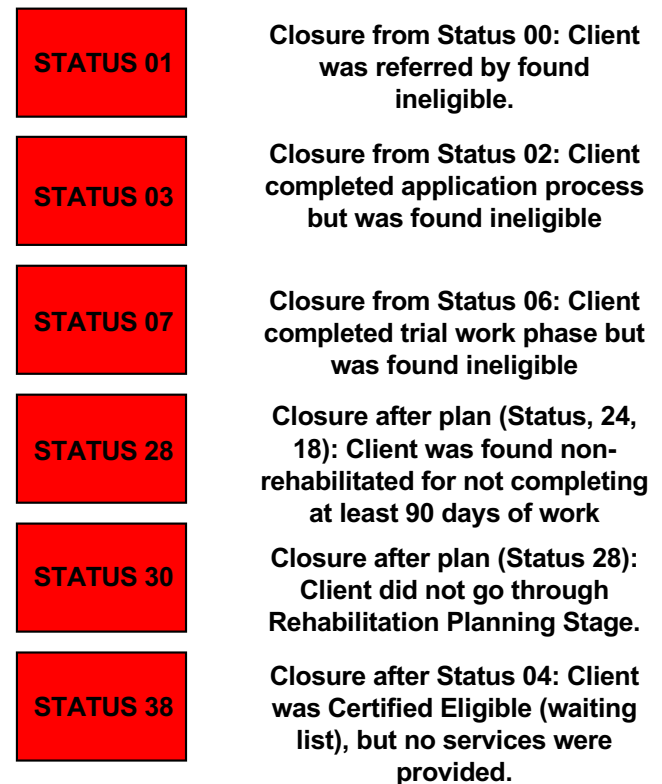 STATUS 01
Closure from Status 00: Client
was referred by found
ineligible.
STATUS 03
Closure from Status 02: Client
completed application process
but was found ineligible
STATUS 07
Closure from Status 06: Client
completed trial work phase but
was found ineligible
STATUS 28
Closure after plan (Status, 24,
18): Client was found non-
rehabilitated for not completing
at least 90 days of work
STATUS 30
Closure after plan (Status 28):
Client did not go through
Rehabilitation Planning Stage.
STATUS 38
Closure after Status 04: Client
was Certified Eligible (waiting
list), but no services were
provided.